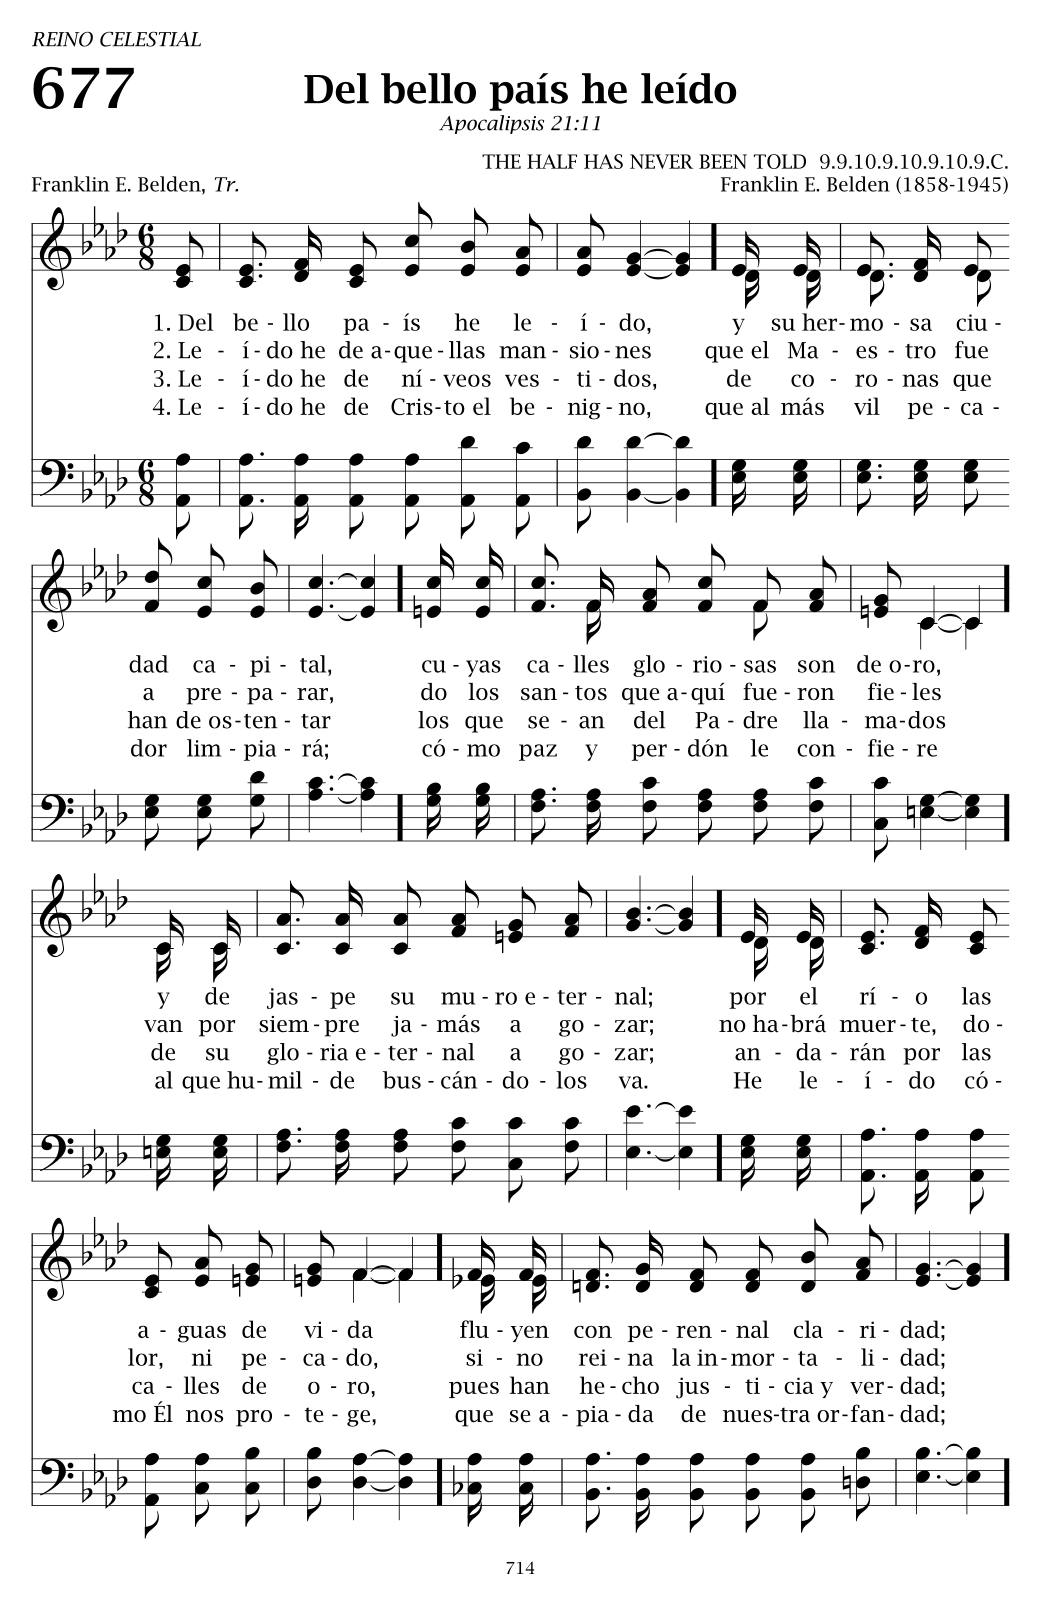 REINO CELESTIAL
677
Del bello país he leído
Apocalipsis 21:11
THE HALF HAS NEVER BEEN TOLD 9.9.10.9.10.9.10.9.C.
Franklin E. Belden, Tr.
Franklin E. Belden (1858-1945)
1. Del be - llo pa - ís he le - í - do, y su her - mo - sa ciu -
2. Le - í - do he de a - que - llas man - sio - nes que el Ma - es - tro fue
3. Le - í - do he de ní - veos ves - ti - dos, de co - ro - nas que
4. Le - í - do he de Cris - to el be - nig - no, que al más vil pe - ca -
dad ca - pi - tal, cu - yas ca - lles glo - rio - sas son de o - ro,
a pre - pa - rar, do los san - tos que a - quí fue - ron fie - les
han de os - ten - tar los que se - an del Pa - dre lla - ma - dos
dor lim - pia - rá; có - mo paz y per - dón le con - fie - re
y de jas - pe su mu - ro e - ter - nal; por el rí - o las
van por siem - pre ja - más a go - zar; no ha - brá muer - te, do -
de su glo - ria e - ter - nal a go - zar; an - da - rán por las
al que hu - mil - de bus - cán - do - los va. He le - í - do có -
a - guas de vi - da flu - yen con pe - ren - nal cla - ri - dad;
lor, ni pe - ca - do, si - no rei - na la in - mor - ta - li - dad;
ca - lles de o - ro, pues han he - cho jus - ti - cia y ver - dad;
mo Él nos pro - te - ge, que se a - pia - da de nues - tra or - fan - dad;
714